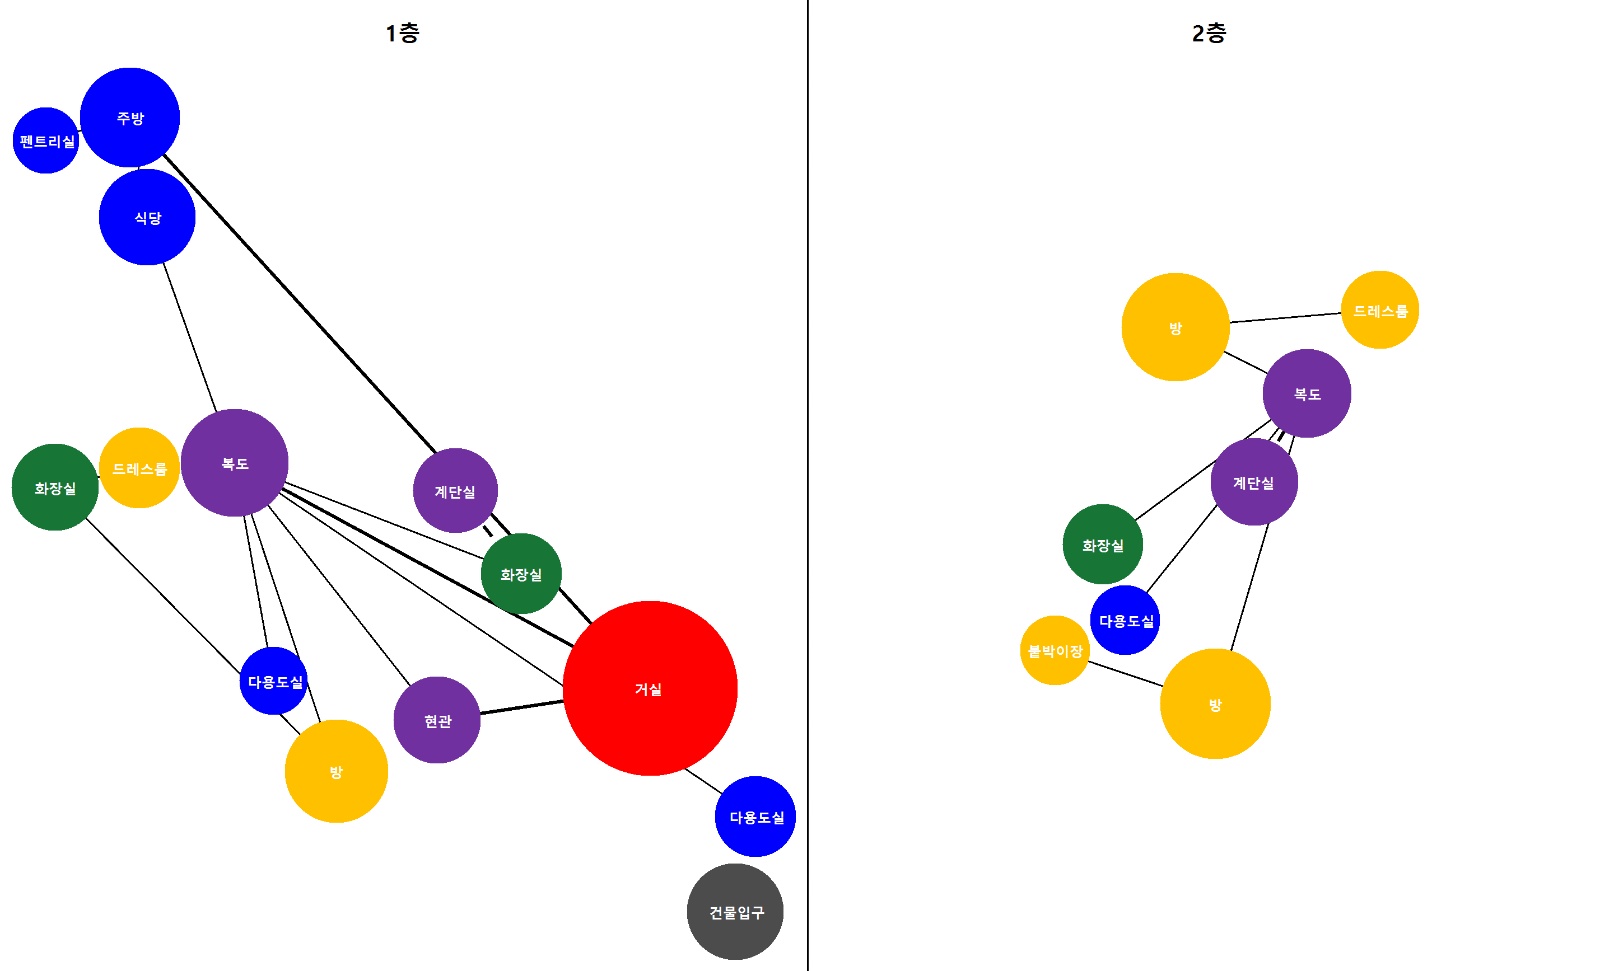 1층
주방
펜트리실
식당
복도
드레스룸
화장실
계단실
화장실
다용도실
거실
현관
방
다용도실
건물입구
2층
드레스룸
방
복도
계단실
화장실
다용도실
붙박이장
방